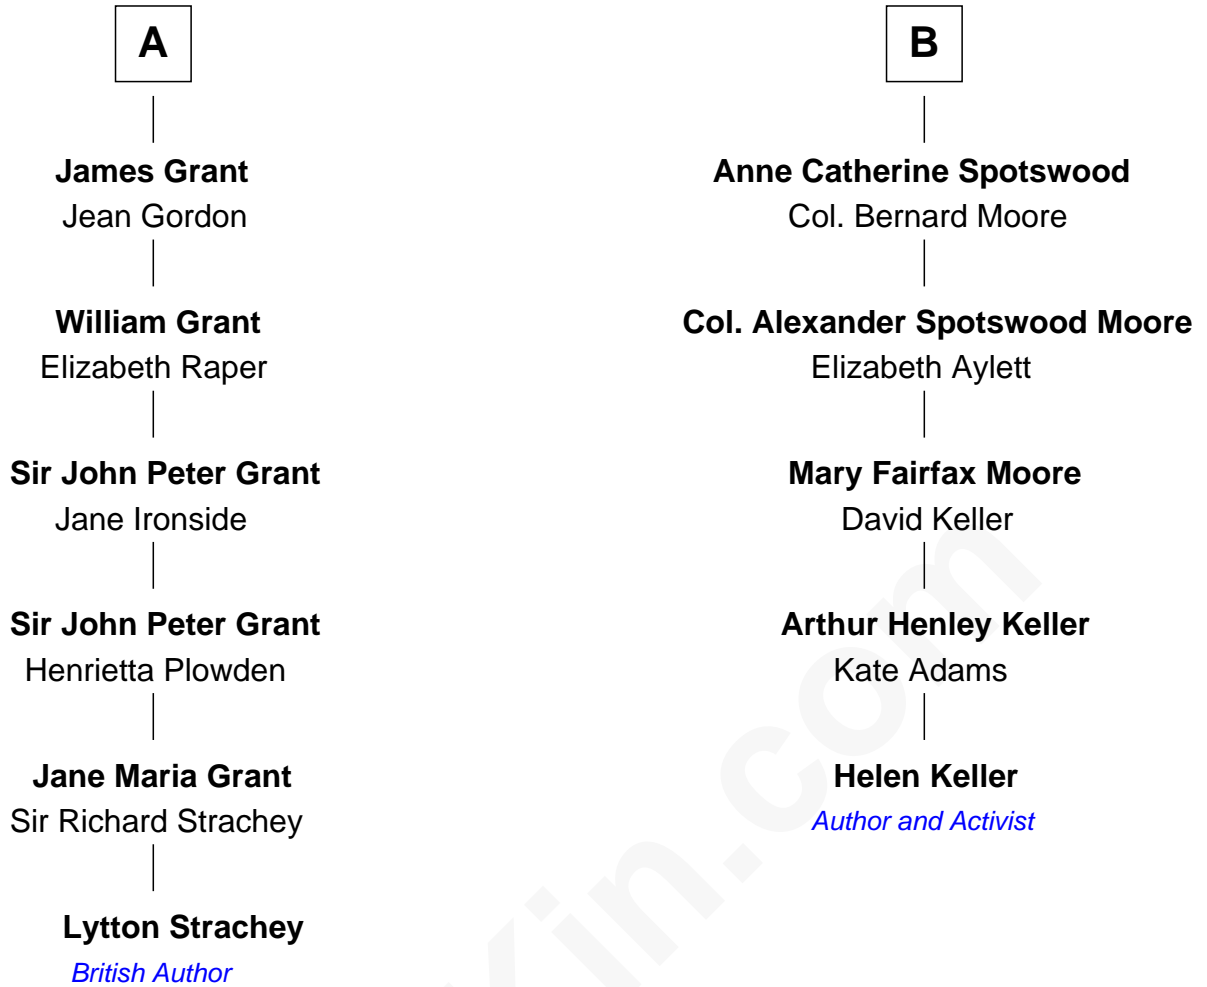 A
James Grant
Jean Gordon
William Grant
Elizabeth Raper
Sir John Peter Grant
Jane Ironside
Sir John Peter Grant
Henrietta Plowden
Jane Maria Grant
Sir Richard Strachey
Lytton Strachey
British Author
B
Anne Catherine Spotswood
Col. Bernard Moore
Col. Alexander Spotswood Moore
Elizabeth Aylett
Mary Fairfax Moore
David Keller
Arthur Henley Keller
Kate Adams
Helen Keller
Author and Activist
Kin.com